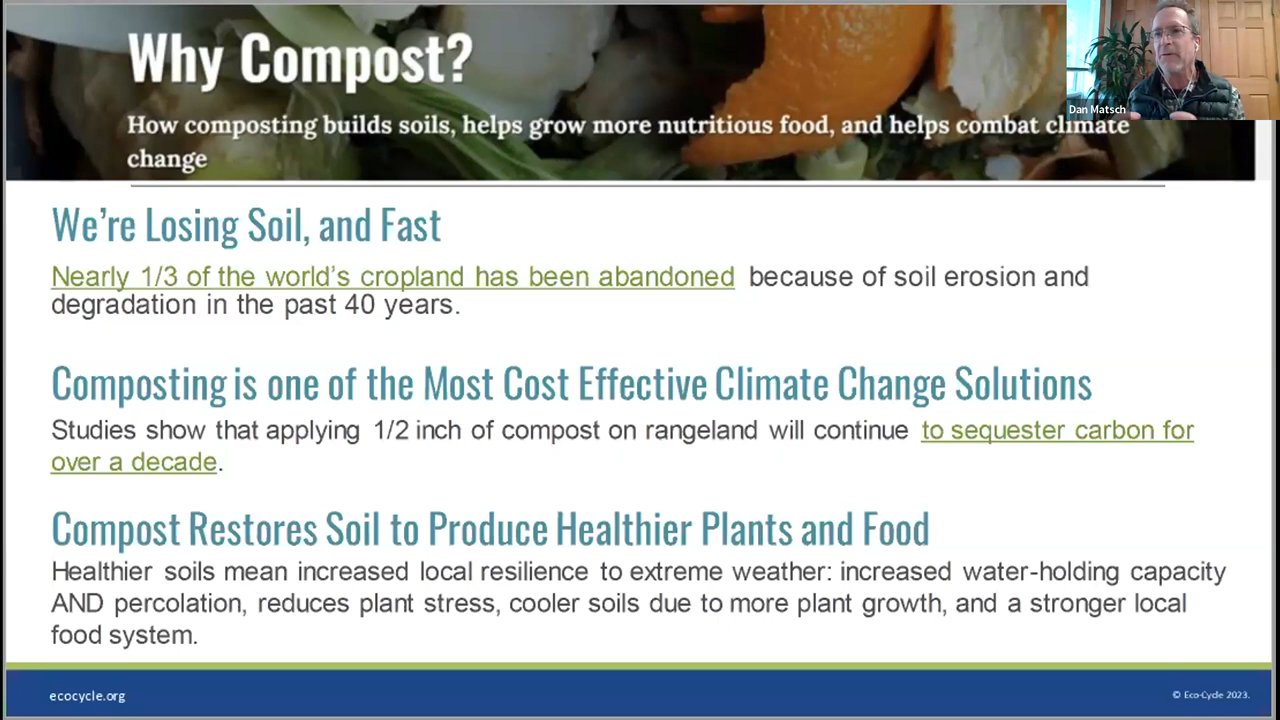 Why Compost?
How composting builds soils, helps grow more nutritious food, and helps combat climate
change
Dan Matsch
We're Losing Soil, and Fast
Nearly 1/3 of the world's cropland has been abandoned because of soil erosion and
degradation in the past 40 years.
Composting is one of the Most Cost Effective Climate Change Solutions
Studies show that applying 1/2 inch of compost on rangeland will continue to sequester carbon for
over a decade.
Compost Restores Soil to Produce Healthier Plants and Food
Healthier soils mean increased local resilience to extreme weather: increased water-holding capacity
AND percolation, reduces plant stress, cooler soils due to more plant growth, and a stronger local
food system.
ecocycle.org
© Eco-Cycle 2023.